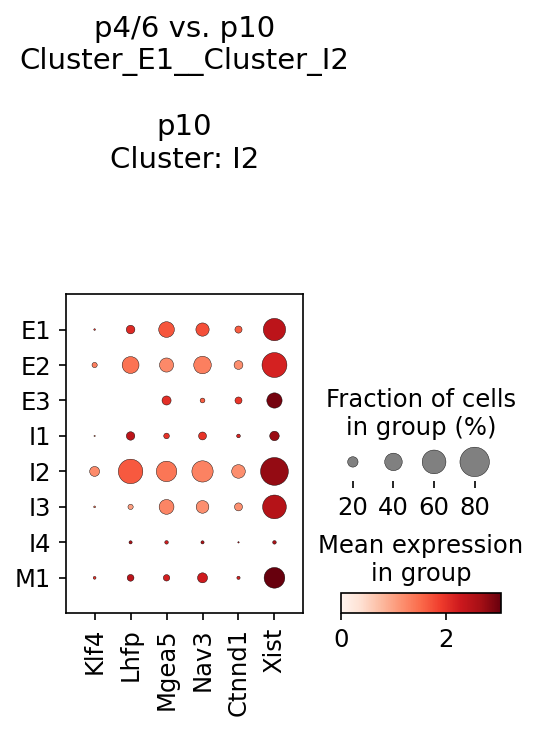 p4/6 vs. p10
Cluster_E1__Cluster_I2
p10
Cluster: I2
E1
E2
E3
I1
I2
I3
I4
M1
Klf4
Lhfp
Mgea5
Nav3
Ctnnd1
Xist
Fraction of cells
in group (%)
20 40 60 80
Mean expression
in group
0 2